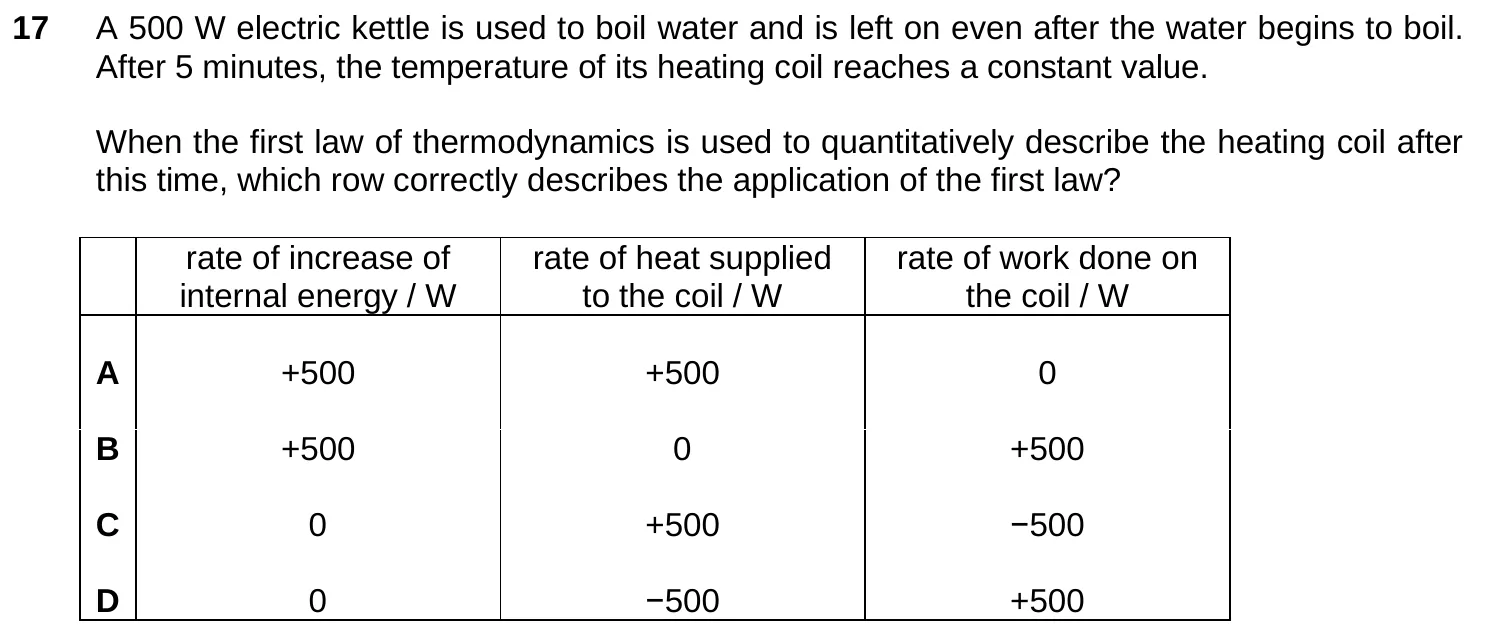 17 A 500 W electric kettle is used to boil water and is left on even after the water begins to boil.
After 5 minutes, the temperature of its heating coil reaches a constant value.
When the first law of thermodynamics is used to quantitatively describe the heating coil after
this time, which row correctly describes the application of the first law?
rate of increase of internal energy / W rate of heat supplied to the coil / W rate of work done on the coil / W
A +500 +500 0
B +500 0 +500
C 0 +500 −500
D 0 −500 +500